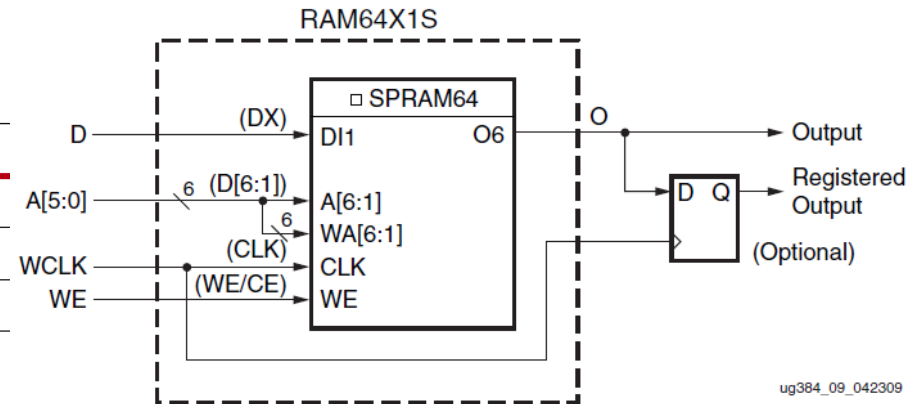 RAM64X1S
□ SPRAM64
D
(DX)
DI1
O6
O
Output
A[5:0]
6
(D[6:1])
A[6:1]
D Q
Registered
Output
6
WA[6:1]
(Optional)
WCLK
(CLK)
CLK
WE
(WE/CE)
WE
ug384_09_042309